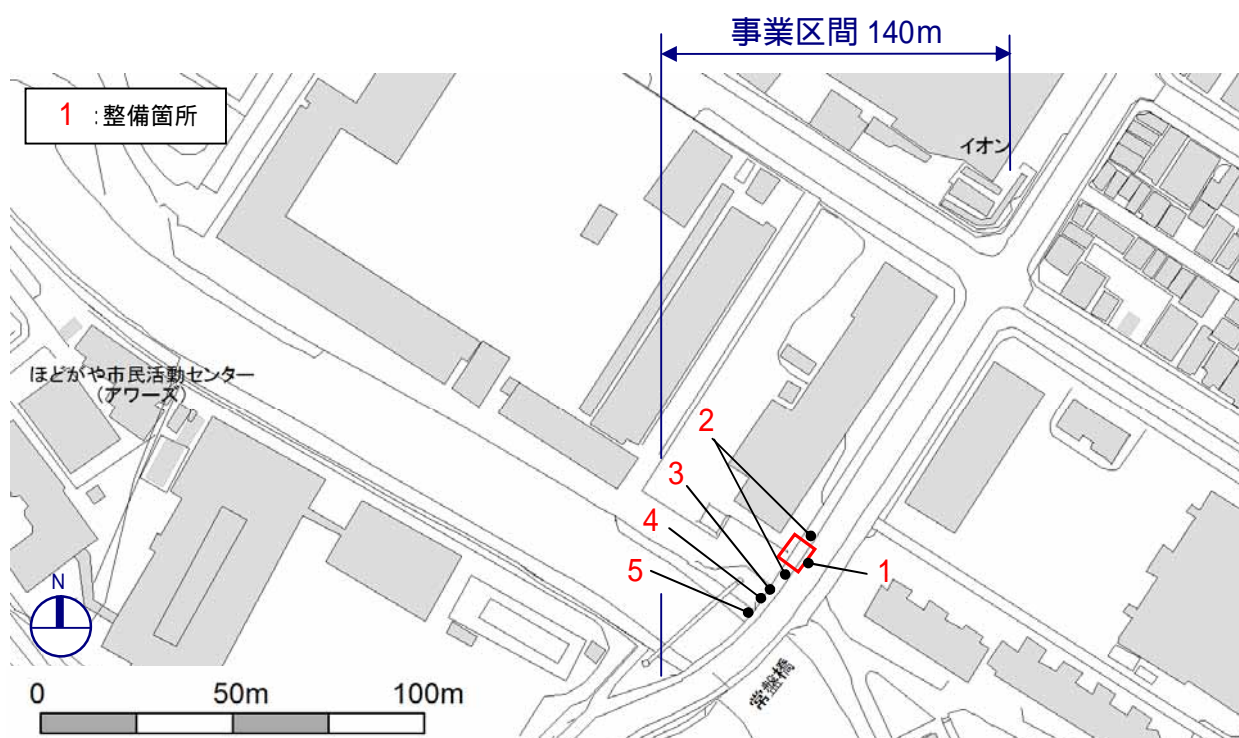 事業区間 140m
1 :整備箇所
イオン
ほどがや市民活動センター
(アワーズ)
2
3
4
5
1
N
常盤橋
0 50m 100m